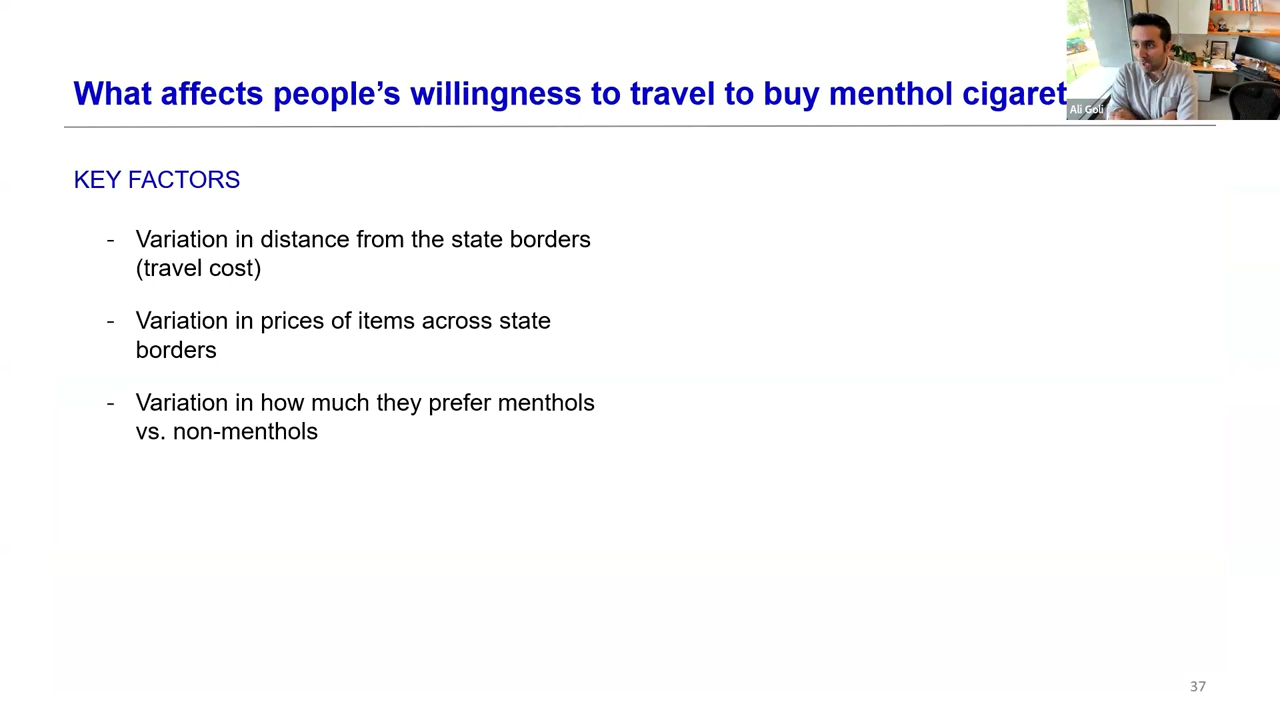 What affects people's willingness to travel to buy menthol cigaret
Ali Goli
KEY FACTORS
- Variation in distance from the state borders
(travel cost)
- Variation in prices of items across state
borders
- Variation in how much they prefer menthols
vs. non-menthols
37